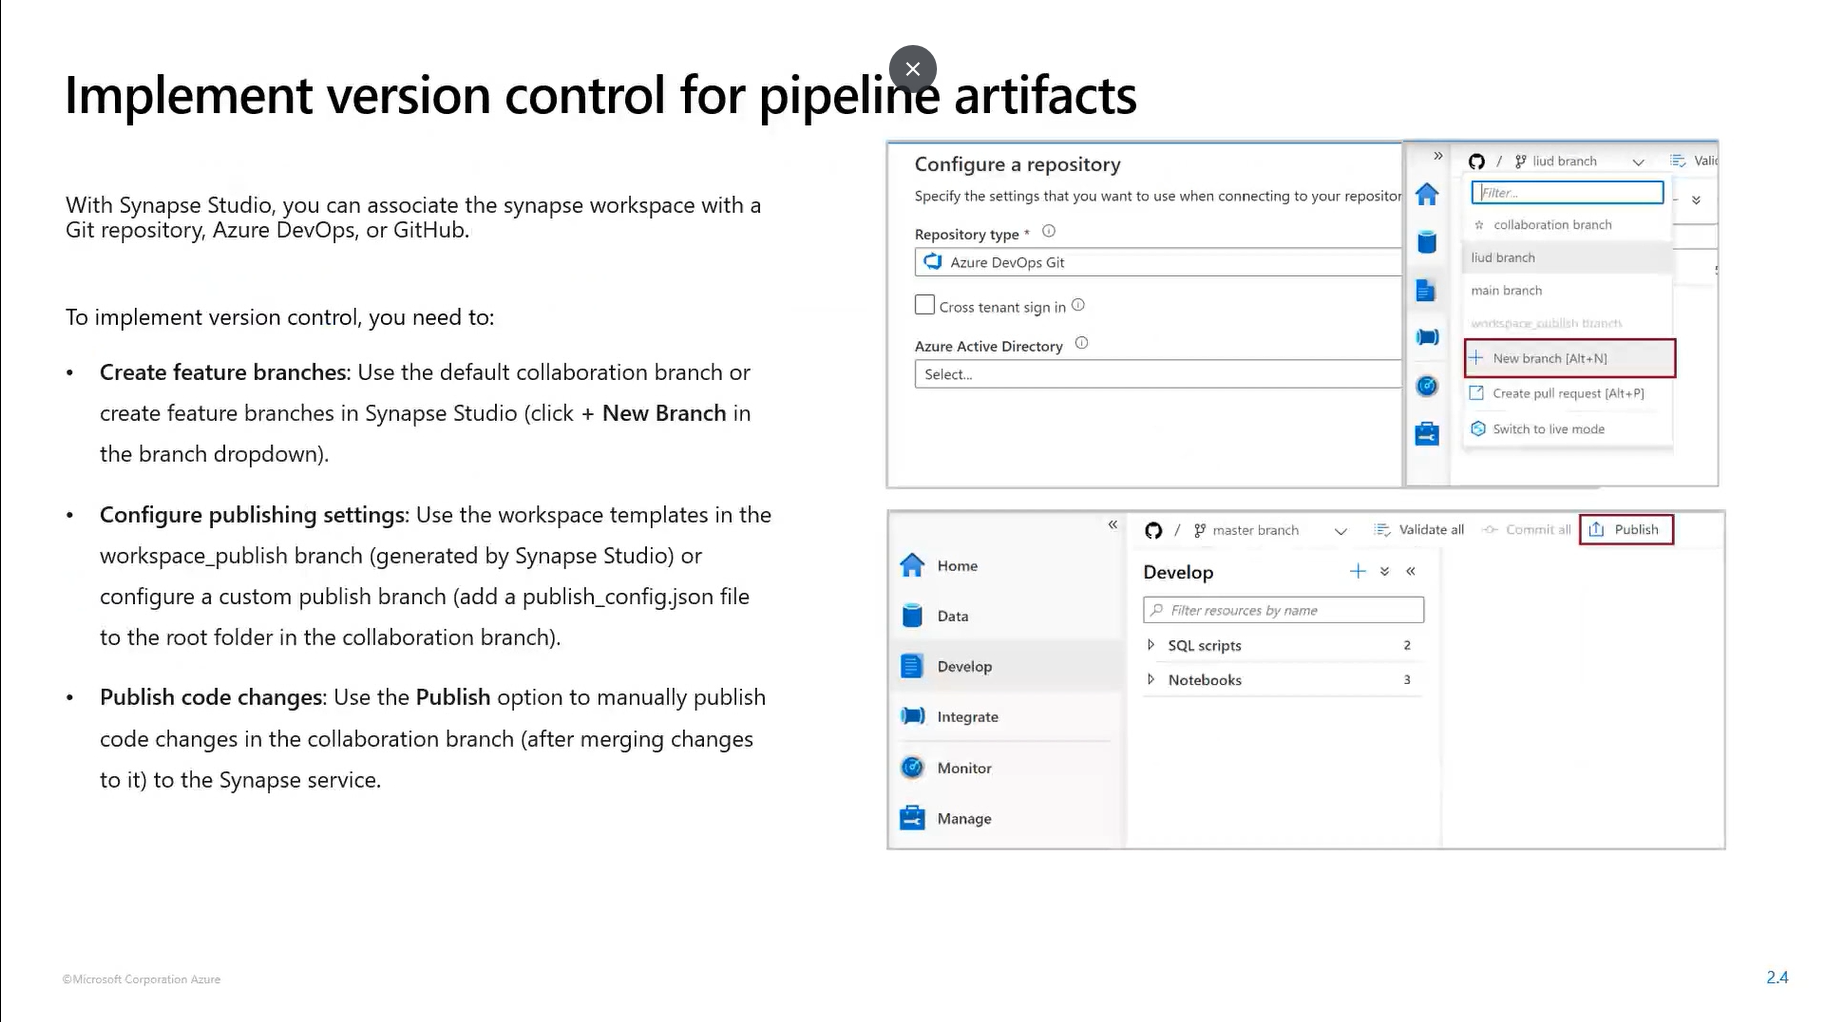 Implement version control for pipeline artifacts
With Synapse Studio, you can associate the synapse workspace with a
Git repository, Azure DevOps, or GitHub.
To implement version control, you need to:
• Create feature branches: Use the default collaboration branch or
create feature branches in Synapse Studio (click + New Branch in
the branch dropdown).
• Configure publishing settings: Use the workspace templates in the
workspace_publish branch (generated by Synapse Studio) or
configure a custom publish branch (add a publish_config.json file
to the root folder in the collaboration branch).
• Publish code changes: Use the Publish option to manually publish
code changes in the collaboration branch (after merging changes
to it) to the Synapse service.
Configure a repository
Specify the settings that you want to use when connecting to your repositor
Repository type *
Azure DevOps Git
Cross tenant sign in
Azure Active Directory
Select...
» / liud branch Valid
Filter...
collaboration branch
liud branch
main branch
workspace_publish branch
New branch [Alt+N]
Create pull request [Alt+P]
Switch to live mode
« / master branch Validate all Commit all Publish
Home
Data
Develop
Integrate
Monitor
Manage
Develop + «
Filter resources by name
SQL scripts 2
Notebooks 3
©Microsoft Corporation Azure
2.4